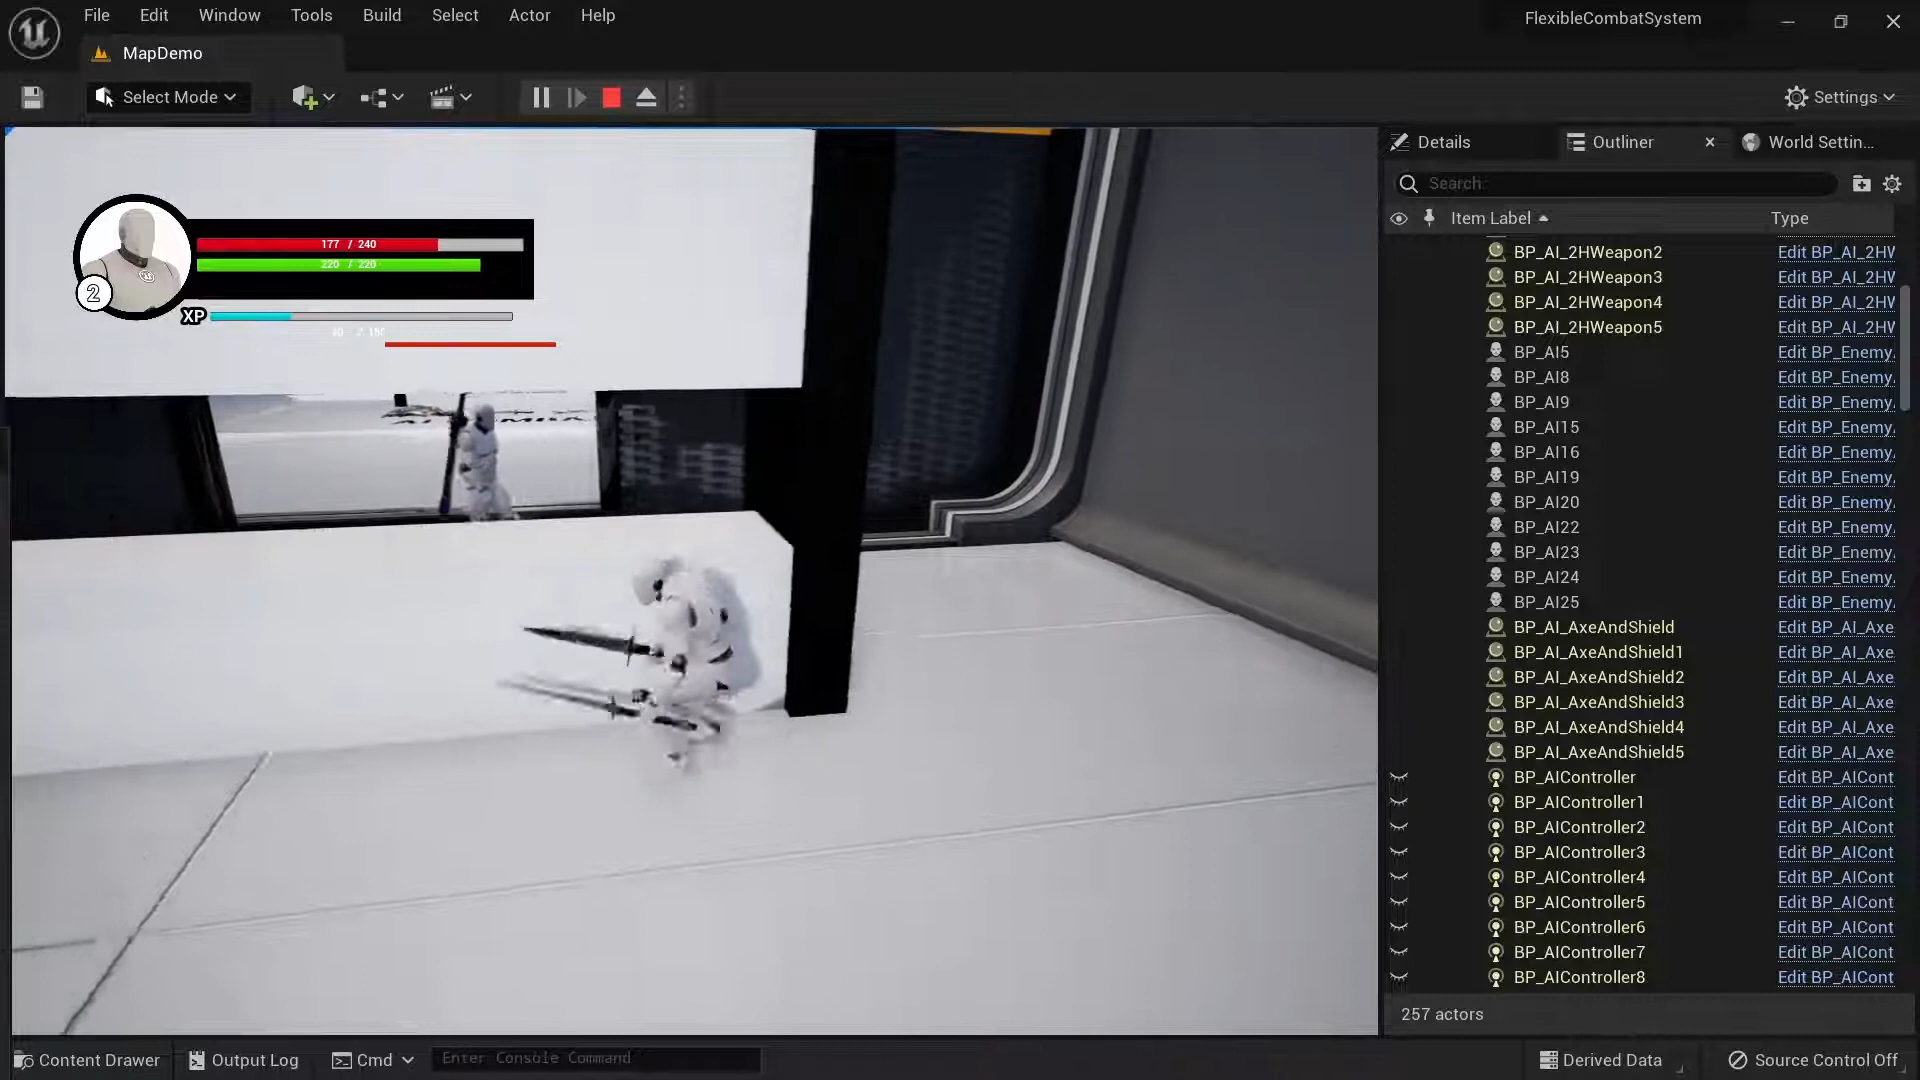 File Edit Window Tools Build Select Actor Help
FlexibleCombatSystem
MapDemo
Select Mode
Settings
Details
Outliner
World Settin...
Search
Item Label
Type
177 / 240
220 / 220
2
XP
BP_AI_2HWeapon2 Edit BP_AI_2HW
BP_AI_2HWeapon3 Edit BP_AI_2HW
BP_AI_2HWeapon4 Edit BP_AI_2HW
BP_AI_2HWeapon5 Edit BP_AI_2HW
BP_AI5 Edit BP_Enemy
BP_AI8 Edit BP_Enemy
BP_AI9 Edit BP_Enemy
BP_AI15 Edit BP_Enemy
BP_AI16 Edit BP_Enemy
BP_AI19 Edit BP_Enemy
BP_AI20 Edit BP_Enemy
BP_AI22 Edit BP_Enemy
BP_AI23 Edit BP_Enemy
BP_AI24 Edit BP_Enemy
BP_AI25 Edit BP_Enemy
BP_AI_AxeAndShield Edit BP_AI_Axe
BP_AI_AxeAndShield1 Edit BP_AI_Axe
BP_AI_AxeAndShield2 Edit BP_AI_Axe
BP_AI_AxeAndShield3 Edit BP_AI_Axe
BP_AI_AxeAndShield4 Edit BP_AI_Axe
BP_AI_AxeAndShield5 Edit BP_AI_Axe
BP_AIController Edit BP_AICont
BP_AIController1 Edit BP_AICont
BP_AIController2 Edit BP_AICont
BP_AIController3 Edit BP_AICont
BP_AIController4 Edit BP_AICont
BP_AIController5 Edit BP_AICont
BP_AIController6 Edit BP_AICont
BP_AIController7 Edit BP_AICont
BP_AIController8 Edit BP_AICont
257 actors
Content Drawer
Output Log
Cmd
Enter Console Command
Derived Data
Source Control Off